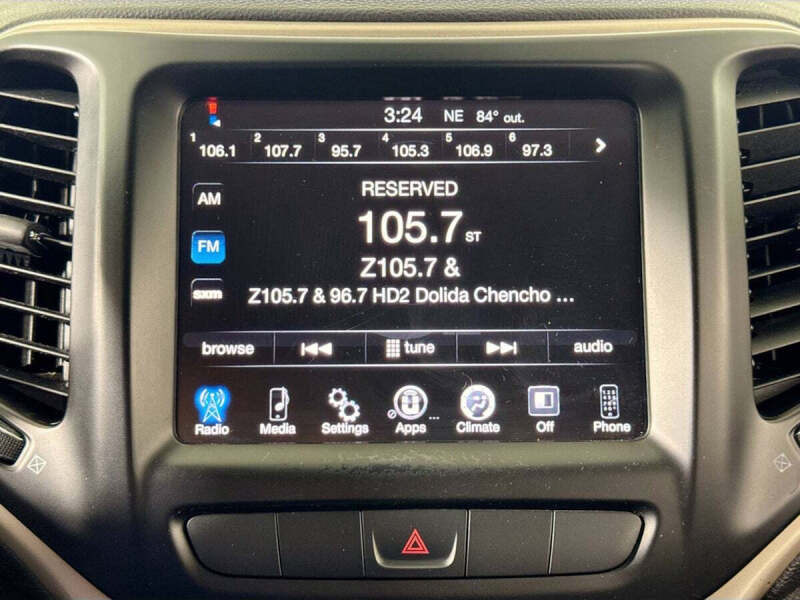 3:24 NE 84° out.
1 106.1 2 107.7 3 95.7 4 105.3 5 106.9 6 97.3
RESERVED
AM
105.7 ST
FM
Z105.7 &
sxm
Z105.7 & 96.7 HD2 Dolida Chencho ...
browse tune audio
Radio Media Settings Apps ... Climate Off Phone